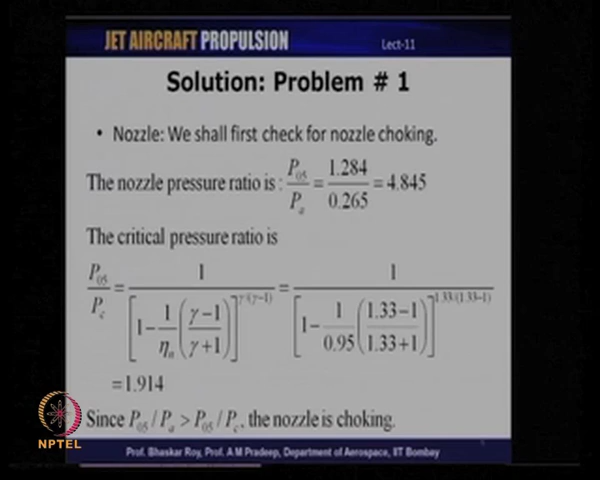 JET AIRCRAFT PROPULSION Lect-11
Solution: Problem # 1
• Nozzle: We shall first check for nozzle choking.
The nozzle pressure ratio is : P₀₅/Pₐ = 1.284/0.265 = 4.845
The critical pressure ratio is
P₀₅/P_c = 1/[1 − 1/ηₙ ((γ−1)/(γ+1))]^(γ/(γ−1)) = 1/[1 − 1/0.95 ((1.33−1)/(1.33+1))]^(1.33/(1.33−1))
=1.914
Since P₀₅ / Pₐ > P₀₅ / P_c, the nozzle is choking.
NPTEL
Prof. Bhaskar Roy, Prof. A M Pradeep, Department of Aerospace, IIT Bombay